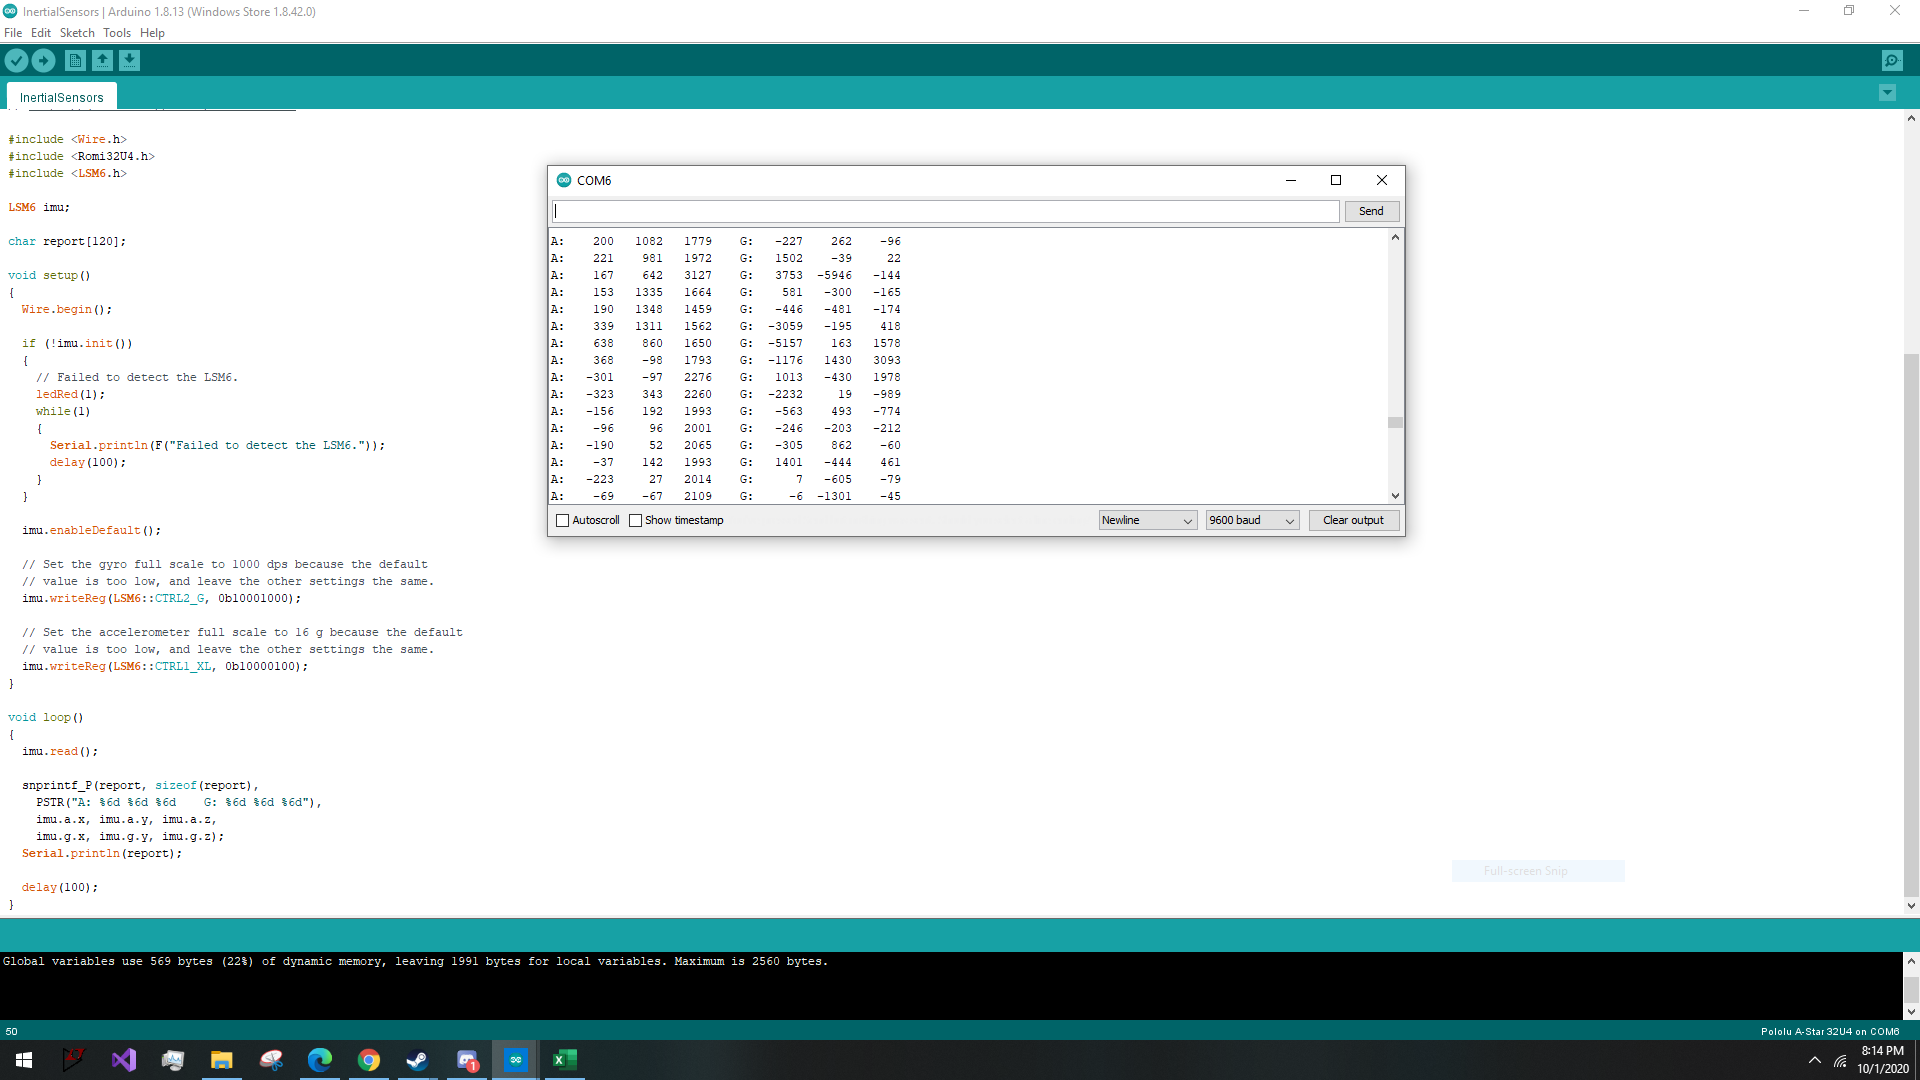 InertialSensors | Arduino 1.8.13 (Windows Store 1.8.42.0)
File Edit Sketch Tools Help
InertialSensors
#include <Wire.h>
#include <Romi32U4.h>
#include <LSM6.h>
LSM6 imu;
char report[120];
void setup()
{
Wire.begin();
if (!imu.init())
{
// Failed to detect the LSM6.
ledRed(1);
while(1)
{
Serial.println(F("Failed to detect the LSM6."));
delay(100);
}
}
imu.enableDefault();
// Set the gyro full scale to 1000 dps because the default
// value is too low, and leave the other settings the same.
imu.writeReg(LSM6::CTRL2_G, 0b10001000);
// Set the accelerometer full scale to 16 g because the default
// value is too low, and leave the other settings the same.
imu.writeReg(LSM6::CTRL1_XL, 0b10000100);
}
void loop()
{
imu.read();
snprintf_P(report, sizeof(report),
PSTR("A: %6d %6d %6d    G: %6d %6d %6d"),
imu.a.x, imu.a.y, imu.a.z,
imu.g.x, imu.g.y, imu.g.z);
Serial.println(report);
delay(100);
}
COM6
Send
A: 200 1082 1779 G: -227 262 -96
A: 221 981 1972 G: 1502 -39 22
A: 167 642 3127 G: 3753 -5946 -144
A: 153 1335 1664 G: 581 -300 -165
A: 190 1348 1459 G: -446 -481 -174
A: 339 1311 1562 G: -3059 -195 418
A: 638 860 1650 G: -5157 163 1578
A: 368 -98 1793 G: -1176 1430 3093
A: -301 -97 2276 G: 1013 -430 1978
A: -323 343 2260 G: -2232 19 -989
A: -156 192 1993 G: -563 493 -774
A: -96 96 2001 G: -246 -203 -212
A: -190 52 2065 G: -305 862 -60
A: -37 142 1993 G: 1401 -444 461
A: -223 27 2014 G: 7 -605 -79
A: -69 -67 2109 G: -6 -1301 -45
Autoscroll Show timestamp Newline 9600 baud Clear output
Full-screen Snip
Global variables use 569 bytes (22%) of dynamic memory, leaving 1991 bytes for local variables. Maximum is 2560 bytes.
50 Pololu A-Star 32U4 on COM6
1
8:14 PM
10/1/2020